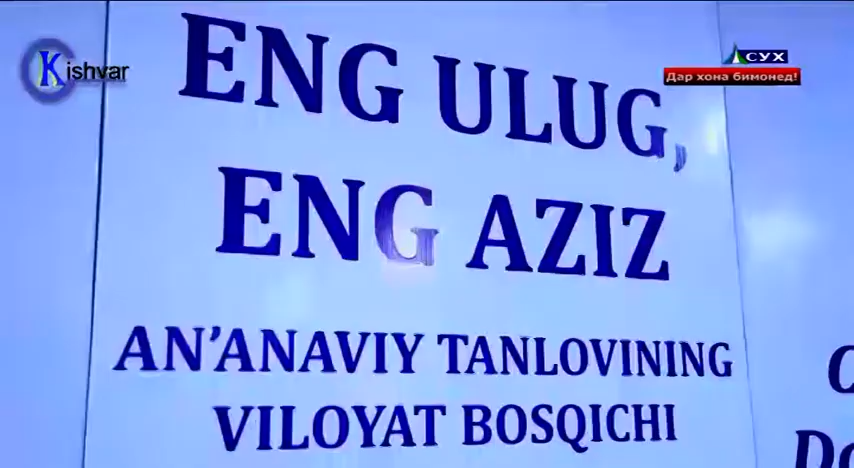 Kishvar
СУХ
Дар хона бимонед!
ENG ULUG,
ENG AZIZ
AN'ANAVIY TANLOVINING
VILOYAT BOSQICHI